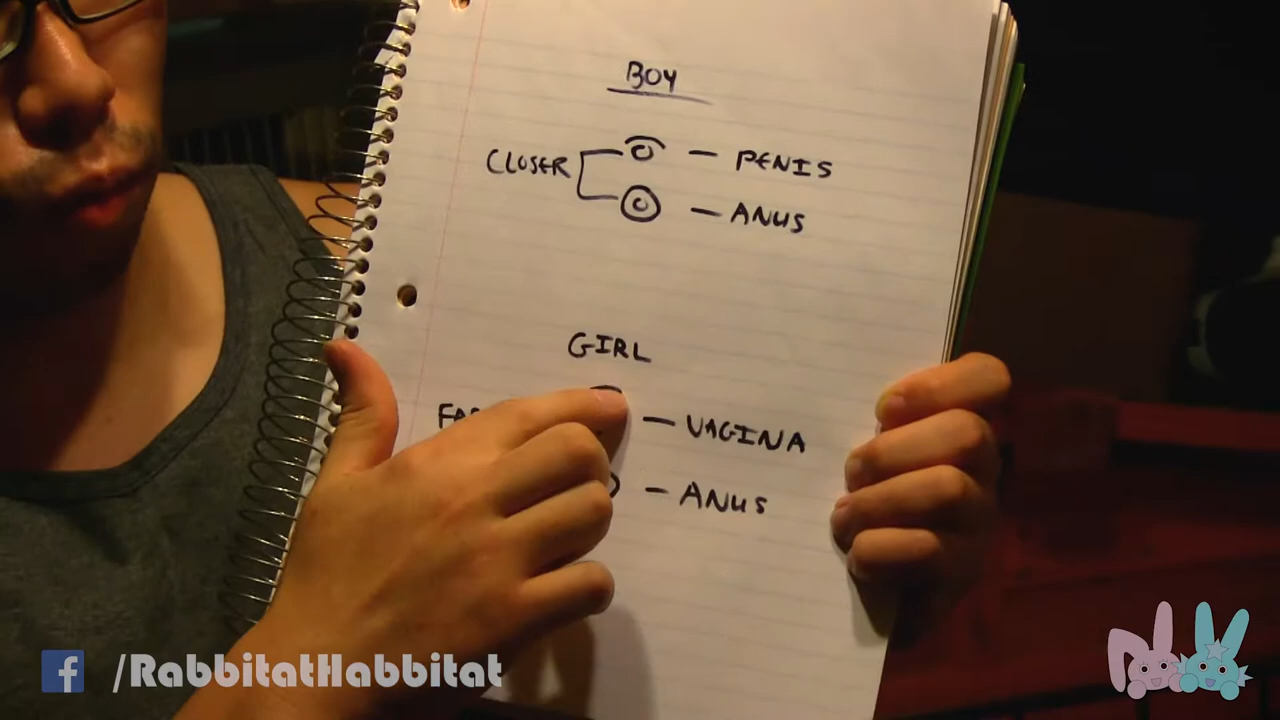 BOY
CLOSER
— PENIS
— ANUS
GIRL
— VAGINA
— ANUS
/RabbitatHabbitat